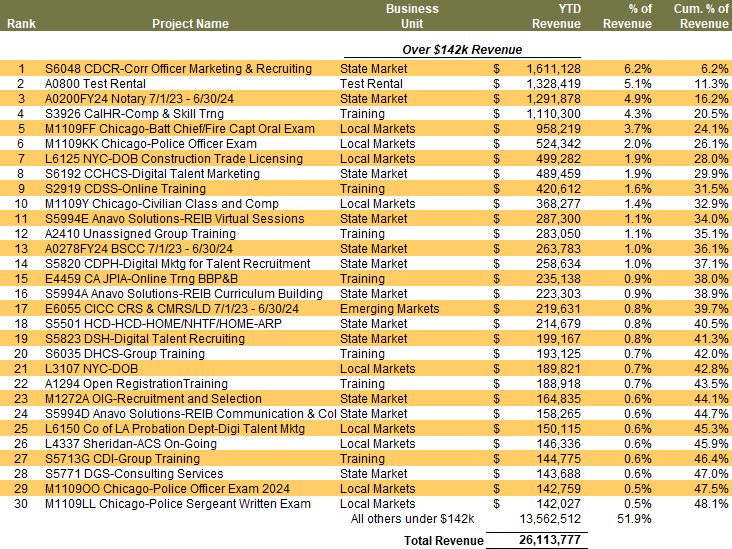 Business YTD % of Cum. % of
Rank Project Name Unit Revenue Revenue Revenue
Over $142k Revenue
1 S6048 CDCR-Corr Officer Marketing & Recruiting State Market $ 1,611,128 6.2% 6.2%
2 A0800 Test Rental Test Rental $ 1,328,419 5.1% 11.3%
3 A0200FY24 Notary 7/1/23 - 6/30/24 State Market $ 1,291,878 4.9% 16.2%
4 S3926 CalHR-Comp & Skill Trng Training $ 1,110,300 4.3% 20.5%
5 M1109FF Chicago-Batt Chief/Fire Capt Oral Exam Local Markets $ 958,219 3.7% 24.1%
6 M1109KK Chicago-Police Officer Exam Local Markets $ 524,342 2.0% 26.1%
7 L6125 NYC-DOB Construction Trade Licensing Local Markets $ 499,282 1.9% 28.0%
8 S6192 CCHCS-Digital Talent Marketing State Market $ 489,459 1.9% 29.9%
9 S2919 CDSS-Online Training Training $ 420,612 1.6% 31.5%
10 M1109Y Chicago-Civilian Class and Comp Local Markets $ 368,277 1.4% 32.9%
11 S5994E Anavo Solutions-REIB Virtual Sessions State Market $ 287,300 1.1% 34.0%
12 A2410 Unassigned Group Training Training $ 283,050 1.1% 35.1%
13 A0278FY24 BSCC 7/1/23 - 6/30/24 State Market $ 263,783 1.0% 36.1%
14 S5820 CDPH-Digital Mktg for Talent Recruitment State Market $ 258,634 1.0% 37.1%
15 E4459 CA JPIA-Online Trng BBP&B Training $ 235,138 0.9% 38.0%
16 S5994A Anavo Solutions-REIB Curriculum Building State Market $ 223,303 0.9% 38.9%
17 E6055 CICC CRS & CMRS/LD 7/1/23 - 6/30/24 Emerging Markets $ 219,631 0.8% 39.7%
18 S5501 HCD-HCD-HOME/NHTF/HOME-ARP State Market $ 214,679 0.8% 40.5%
19 S5823 DSH-Digital Talent Recruiting State Market $ 199,167 0.8% 41.3%
20 S6035 DHCS-Group Training Training $ 193,125 0.7% 42.0%
21 L3107 NYC-DOB Local Markets $ 189,821 0.7% 42.8%
22 A1294 Open RegistrationTraining Training $ 188,918 0.7% 43.5%
23 M1272A OIG-Recruitment and Selection State Market $ 164,835 0.6% 44.1%
24 S5994D Anavo Solutions-REIB Communication & Col State Market $ 158,265 0.6% 44.7%
25 L6150 Co of LA Probation Dept-Digi Talent Mktg Local Markets $ 150,115 0.6% 45.3%
26 L4337 Sheridan-ACS On-Going Local Markets $ 146,336 0.6% 45.9%
27 S5713G CDI-Group Training Training $ 144,775 0.6% 46.4%
28 S5771 DGS-Consulting Services State Market $ 143,688 0.6% 47.0%
29 M1109OO Chicago-Police Officer Exam 2024 Local Markets $ 142,759 0.5% 47.5%
30 M1109LL Chicago-Police Sergeant Written Exam Local Markets $ 142,027 0.5% 48.1%
All others under $142k 13,562,512 51.9%
Total Revenue 26,113,777